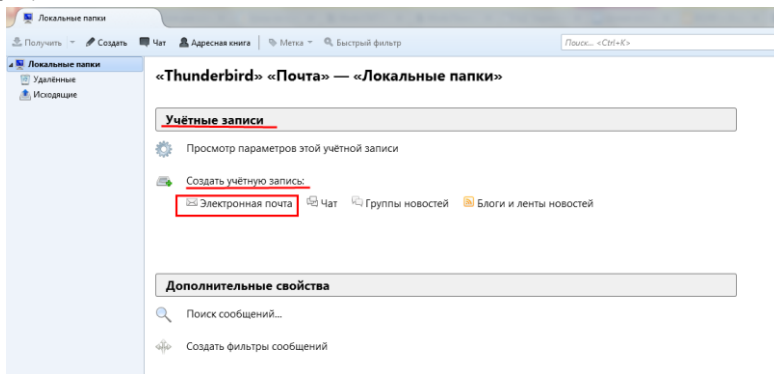 Локальные папки
Получить Создать Чат Адресная книга Метка Быстрый фильтр Поиск... <Ctrl+K>
Локальные папки
Удалённые
Исходящие
«Thunderbird» «Почта» — «Локальные папки»
Учётные записи
Просмотр параметров этой учётной записи
Создать учётную запись:
Электронная почта Чат Группы новостей Блоги и ленты новостей
Дополнительные свойства
Поиск сообщений...
Создать фильтры сообщений